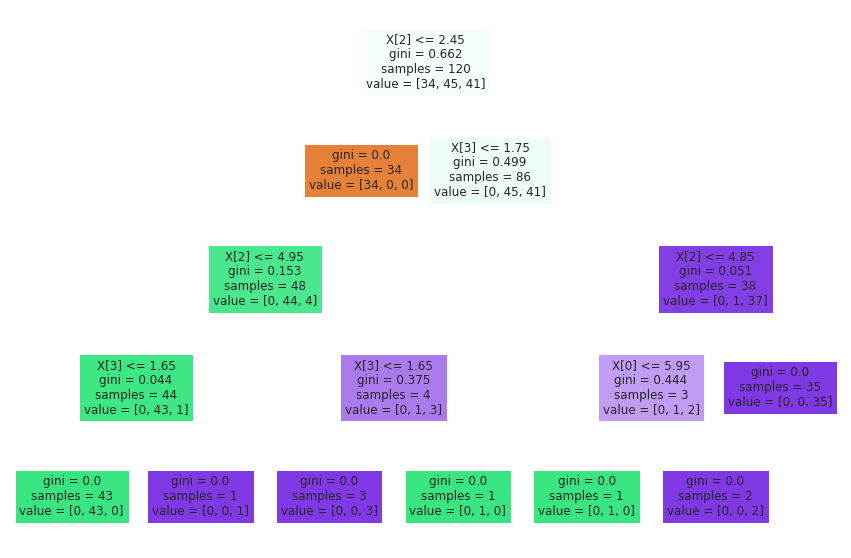 X[2] <= 2.45
gini = 0.662
samples = 120
value = [34, 45, 41]
gini = 0.0
samples = 34
value = [34, 0, 0]
X[3] <= 1.75
gini = 0.499
samples = 86
value = [0, 45, 41]
X[2] <= 4.95
gini = 0.153
samples = 48
value = [0, 44, 4]
X[2] <= 4.85
gini = 0.051
samples = 38
value = [0, 1, 37]
X[3] <= 1.65
gini = 0.044
samples = 44
value = [0, 43, 1]
X[3] <= 1.65
gini = 0.375
samples = 4
value = [0, 1, 3]
X[0] <= 5.95
gini = 0.444
samples = 3
value = [0, 1, 2]
gini = 0.0
samples = 35
value = [0, 0, 35]
gini = 0.0
samples = 43
value = [0, 43, 0]
gini = 0.0
samples = 1
value = [0, 0, 1]
gini = 0.0
samples = 3
value = [0, 0, 3]
gini = 0.0
samples = 1
value = [0, 1, 0]
gini = 0.0
samples = 1
value = [0, 1, 0]
gini = 0.0
samples = 2
value = [0, 0, 2]